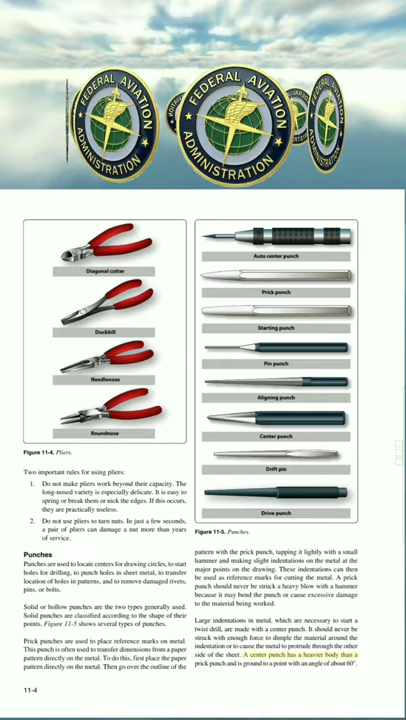 FEDERAL AVIATION
ADMINISTRATION
FEDERAL AVIATION
ADMINISTRATION
Diagonal cutter
Duckbill
Needlenose
Roundnose
Figure 11-4. Pliers.
Two important rules for using pliers:
1. Do not make pliers work beyond their capacity. The
long-nosed variety is especially delicate. It is easy to
spring or break them or nick the edges. If this occurs,
they are practically useless.
2. Do not use pliers to turn nuts. In just a few seconds,
a pair of pliers can damage a nut more than years
of service.
Punches
Punches are used to locate centers for drawing circles, to start
holes for drilling, to punch holes in sheet metal, to transfer
location of holes in patterns, and to remove damaged rivets,
pins, or bolts.
Solid or hollow punches are the two types generally used.
Solid punches are classified according to the shape of their
points. Figure 11-5 shows several types of punches.
Prick punches are used to place reference marks on metal.
This punch is often used to transfer dimensions from a paper
pattern directly on the metal. To do this, first place the paper
pattern directly on the metal. Then go over the outline of the
11-4
Auto center punch
Prick punch
Starting punch
Pin punch
Aligning punch
Center punch
Drift pin
Drive punch
Figure 11-5. Punches.
pattern with the prick punch, tapping it lightly with a small
hammer and making slight indentations on the metal at the
major points on the drawing. These indentations can then
be used as reference marks for cutting the metal. A prick
punch should never be struck a heavy blow with a hammer
because it may bend the punch or cause excessive damage
to the material being worked.
Large indentations in metal, which are necessary to start a
twist drill, are made with a center punch. It should never be
struck with enough force to dimple the material around the
indentation or to cause the metal to protrude through the other
side of the sheet. A center punch has a heavier body than a
prick punch and is ground to a point with an angle of about 60°.